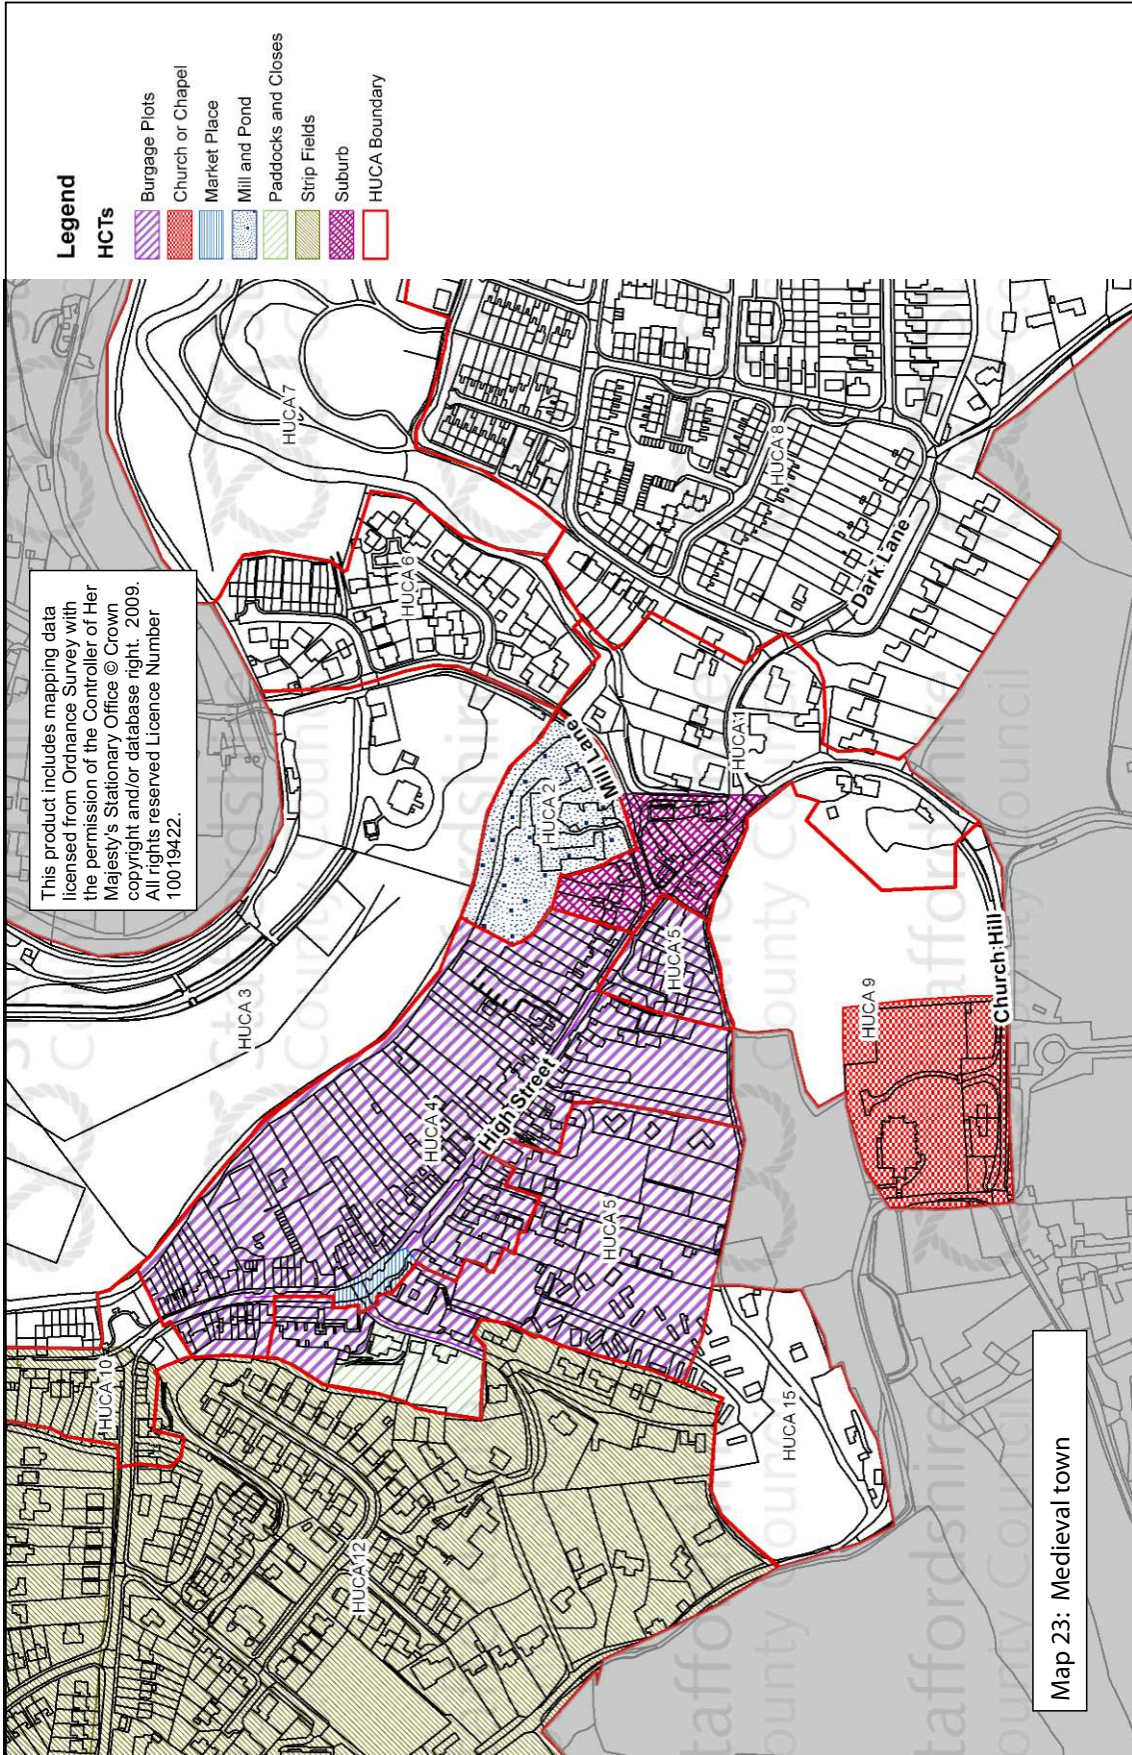 Legend
HCTs
Burgage Plots
Church or Chapel
Market Place
Mill and Pond
Paddocks and Closes
Strip Fields
Suburb
HUCA Boundary
This product includes mapping data
licensed from Ordnance Survey with
the permission of the Controller of Her
Majesty's Stationary Office © Crown
copyright and/or database right. 2009.
All rights reserved Licence Number
10019422.
HUCA 7
HUCA 6
HUCA 8
Dark Lane
HUCA 1
Mill Lane
HUCA 2
HUCA 3
HUCA 5
HUCA 9
Church Hill
High Street
HUCA 4
HUCA 5
HUCA 10
HUCA 15
HUCA 12
Staffordshire
County Council
Map 23: Medieval town